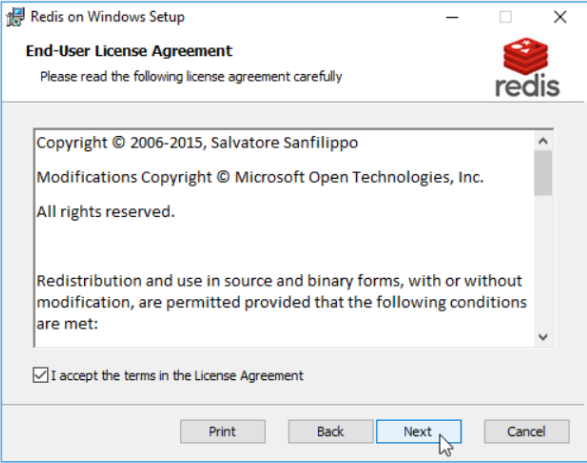 Redis on Windows Setup
End-User License Agreement
Please read the following license agreement carefully
redis
Copyright © 2006-2015, Salvatore Sanfilippo
Modifications Copyright © Microsoft Open Technologies, Inc.
All rights reserved.
Redistribution and use in source and binary forms, with or without
modification, are permitted provided that the following conditions
are met:
I accept the terms in the License Agreement
Print Back Next Cancel